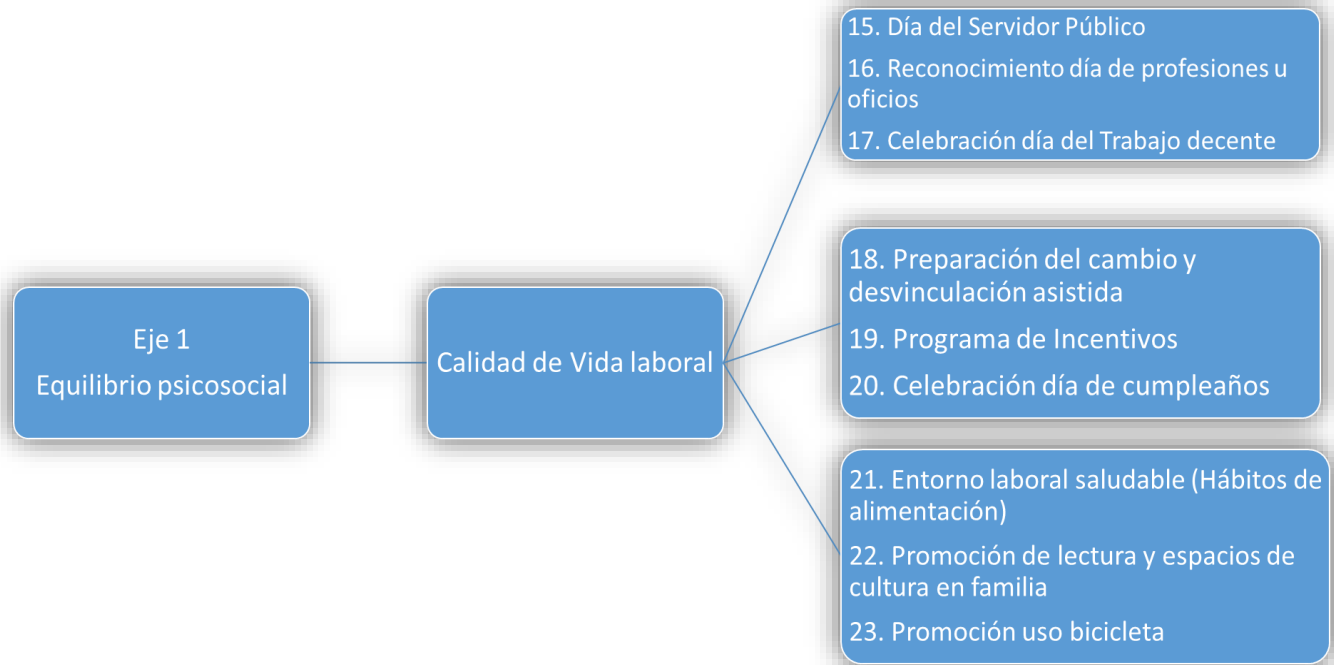 Eje 1
Equilibrio psicosocial
Calidad de Vida laboral
15. Día del Servidor Público
16. Reconocimiento día de profesiones u
oficios
17. Celebración día del Trabajo decente
18. Preparación del cambio y
desvinculación asistida
19. Programa de Incentivos
20. Celebración día de cumpleaños
21. Entorno laboral saludable (Hábitos de
alimentación)
22. Promoción de lectura y espacios de
cultura en familia
23. Promoción uso bicicleta